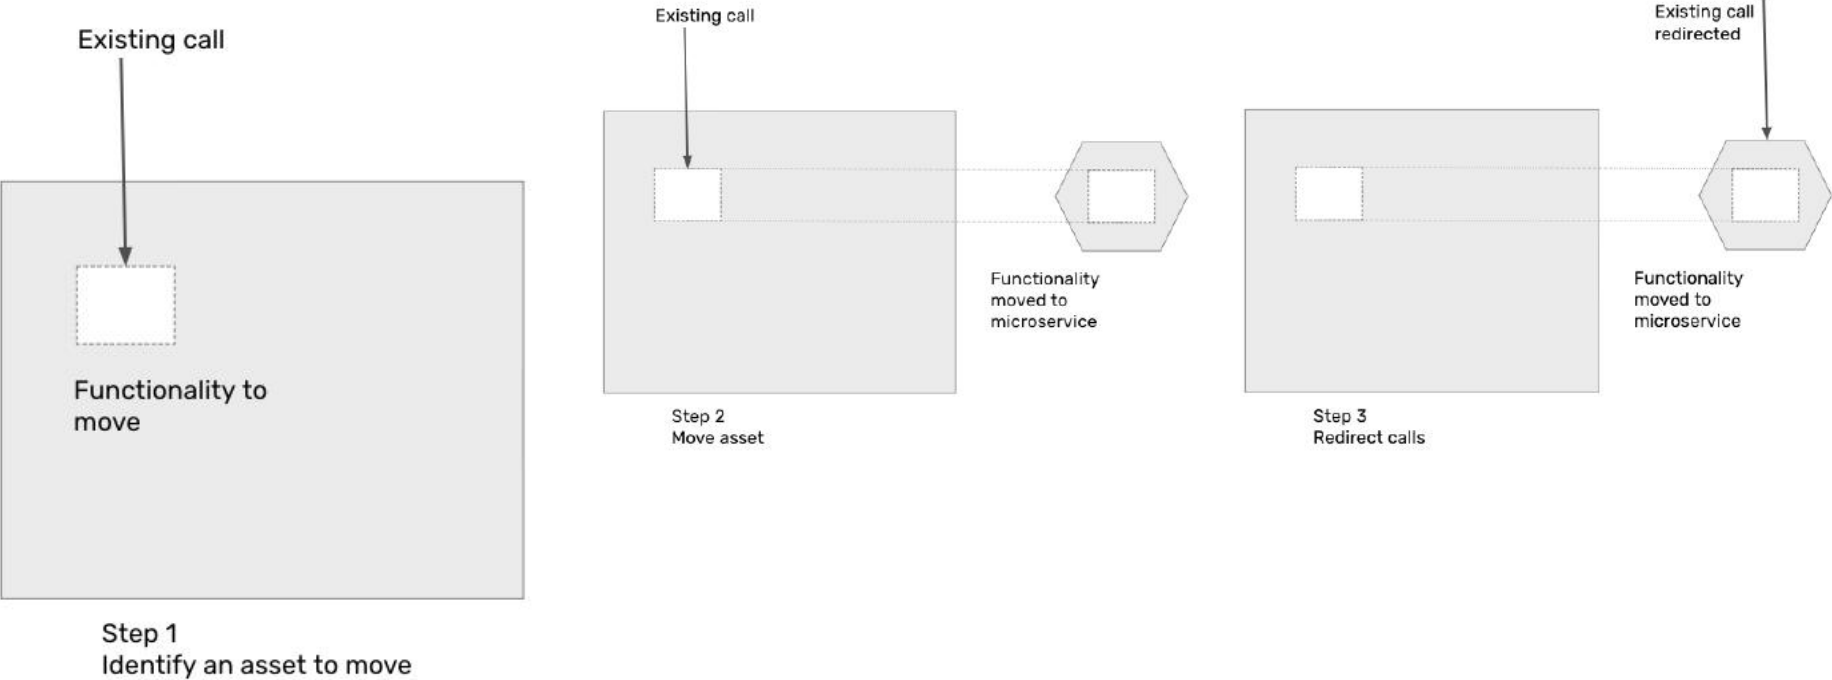 Existing call
Functionality to
move
Step 1
Identify an asset to move
Existing call
Functionality
moved to
microservice
Step 2
Move asset
Existing call
redirected
Functionality
moved to
microservice
Step 3
Redirect calls